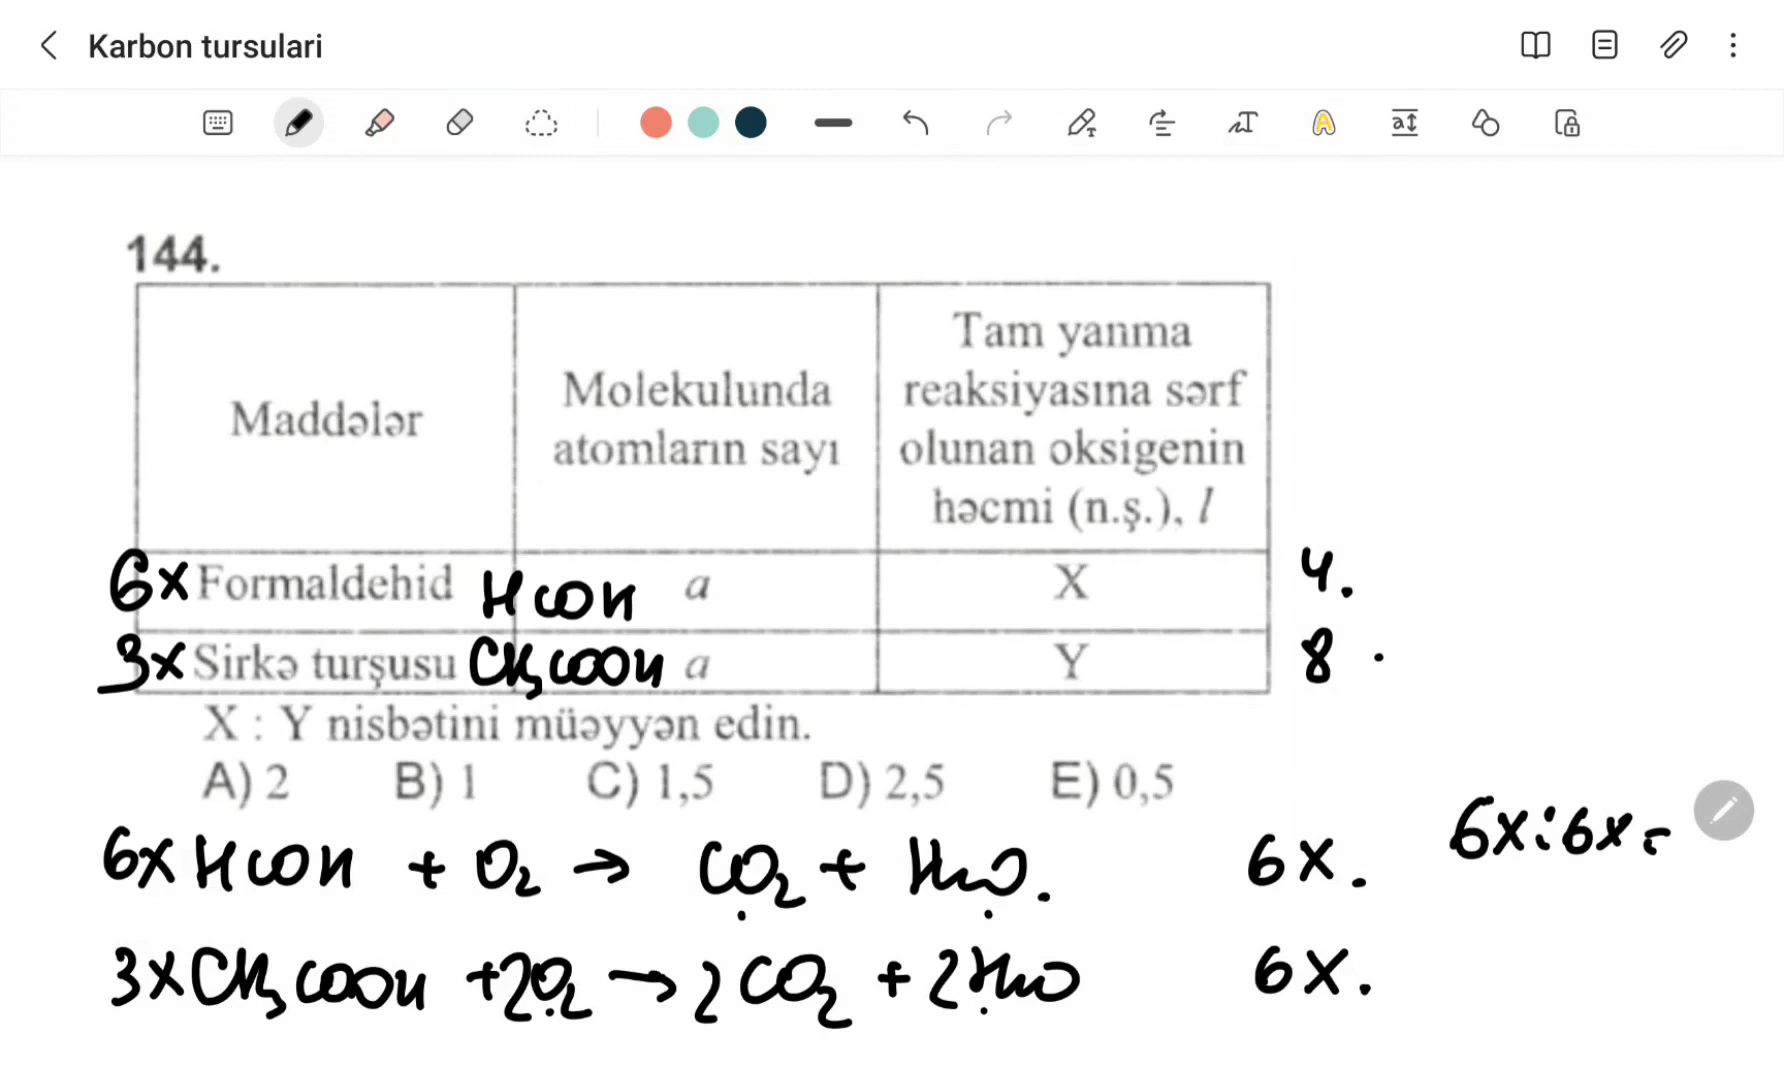 Karbon tursulari
144.
Maddələr
Molekulunda atomların sayı
Tam yanma reaksiyasına sərf olunan oksigenin həcmi (n.ş.), l
6x Formaldehid HCOH a X 4.
3x Sirkə turşusu CH₃COOH a Y 8 .
X : Y nisbətini müəyyən edin.
A) 2 B) 1 C) 1,5 D) 2,5 E) 0,5
6x HCOH + O₂ → CO₂ + H₂O. 6x. 6x:6x=
3x CH₃COOH + 2O₂ → 2CO₂ + 2H₂O 6x.